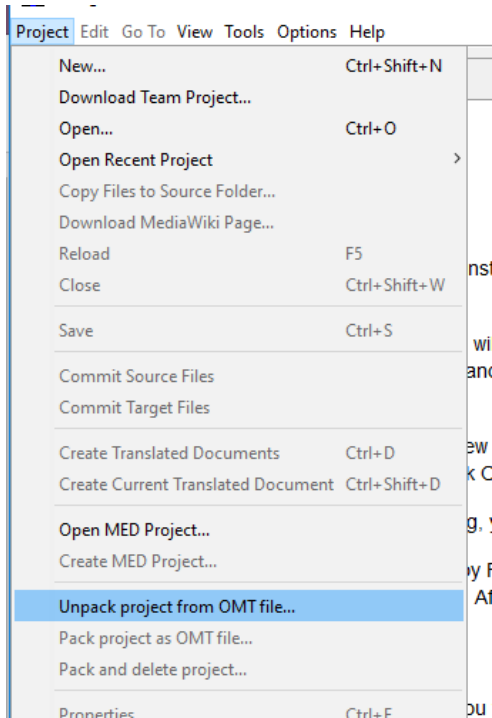 Project Edit Go To View Tools Options Help
New... Ctrl+Shift+N
Download Team Project...
Open... Ctrl+O
Open Recent Project
Copy Files to Source Folder...
Download MediaWiki Page...
Reload F5
Close Ctrl+Shift+W
Save Ctrl+S
Commit Source Files
Commit Target Files
Create Translated Documents Ctrl+D
Create Current Translated Document Ctrl+Shift+D
Open MED Project...
Create MED Project...
Unpack project from OMT file...
Pack project as OMT file...
Pack and delete project...
Properties Ctrl+E